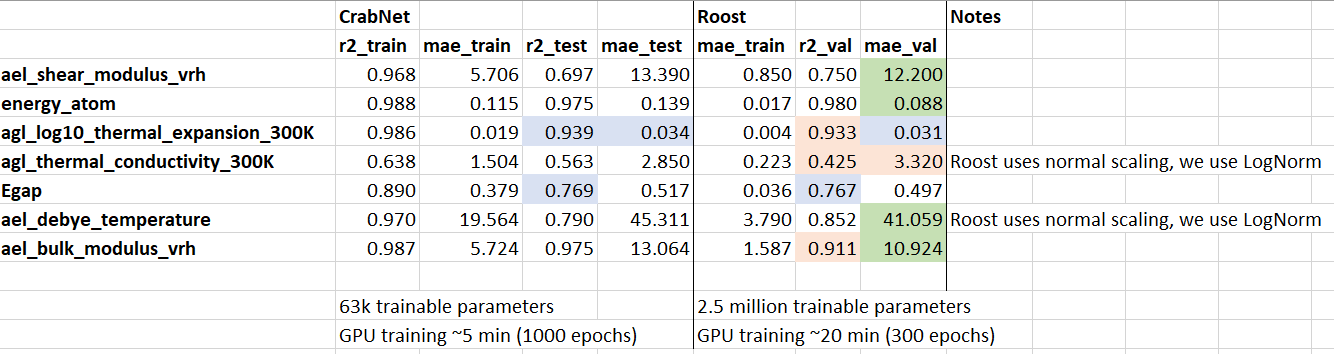 CrabNet Roost Notes
r2_train mae_train r2_test mae_test mae_train r2_val mae_val
ael_shear_modulus_vrh 0.968 5.706 0.697 13.390 0.850 0.750 12.200
energy_atom 0.988 0.115 0.975 0.139 0.017 0.980 0.088
agl_log10_thermal_expansion_300K 0.986 0.019 0.939 0.034 0.004 0.933 0.031
agl_thermal_conductivity_300K 0.638 1.504 0.563 2.850 0.223 0.425 3.320 Roost uses normal scaling, we use LogNorm
Egap 0.890 0.379 0.769 0.517 0.036 0.767 0.497
ael_debye_temperature 0.970 19.564 0.790 45.311 3.790 0.852 41.059 Roost uses normal scaling, we use LogNorm
ael_bulk_modulus_vrh 0.987 5.724 0.975 13.064 1.587 0.911 10.924
63k trainable parameters 2.5 million trainable parameters
GPU training ~5 min (1000 epochs) GPU training ~20 min (300 epochs)